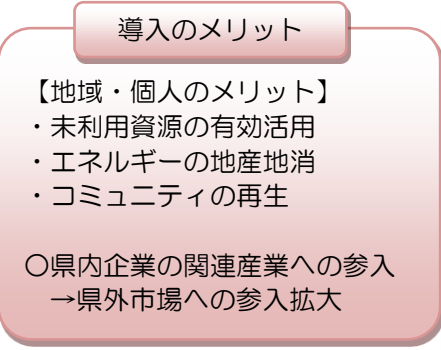 導入のメリット
【地域・個人のメリット】
・未利用資源の有効活用
・エネルギーの地産地消
・コミュニティの再生
〇県内企業の関連産業への参入
→県外市場への参入拡大